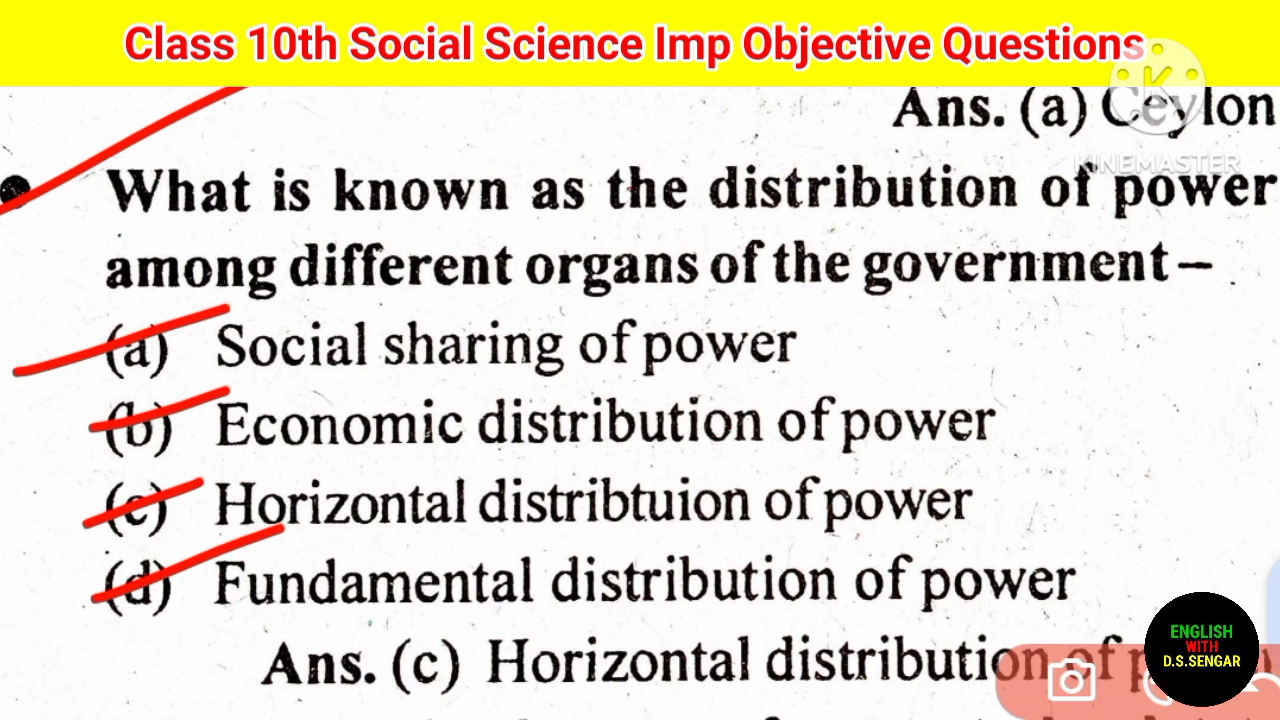 Class 10th Social Science Imp Objective Questions
Ans. (a) Ceylon
KINEMASTER
What is known as the distribution of power
among different organs of the government –
(a) Social sharing of power
(b) Economic distribution of power
(c) Horizontal distribtuion of power
(d) Fundamental distribution of power
Ans. (c) Horizontal distribution of
ENGLISH
WITH
D.S.SENGAR